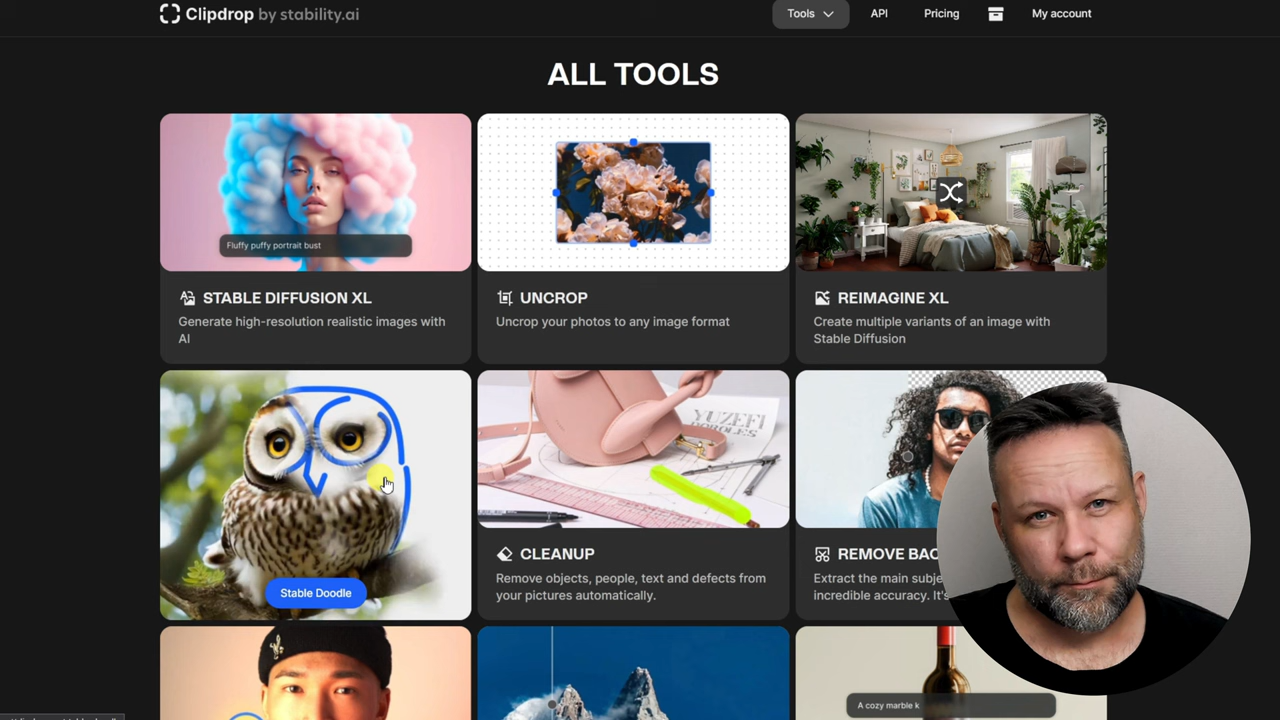 Clipdrop by stability.ai
Tools
API
Pricing
My account
ALL TOOLS
Fluffy puffy portrait bust
STABLE DIFFUSION XL
Generate high-resolution realistic images with
AI
UNCROP
Uncrop your photos to any image format
REIMAGINE XL
Create multiple variants of an image with
Stable Diffusion
Stable Doodle
YUZEFI
CLEANUP
Remove objects, people, text and defects from
your pictures automatically.
REMOVE BAC
Extract the main subje
incredible accuracy. It's
A cozy marble k